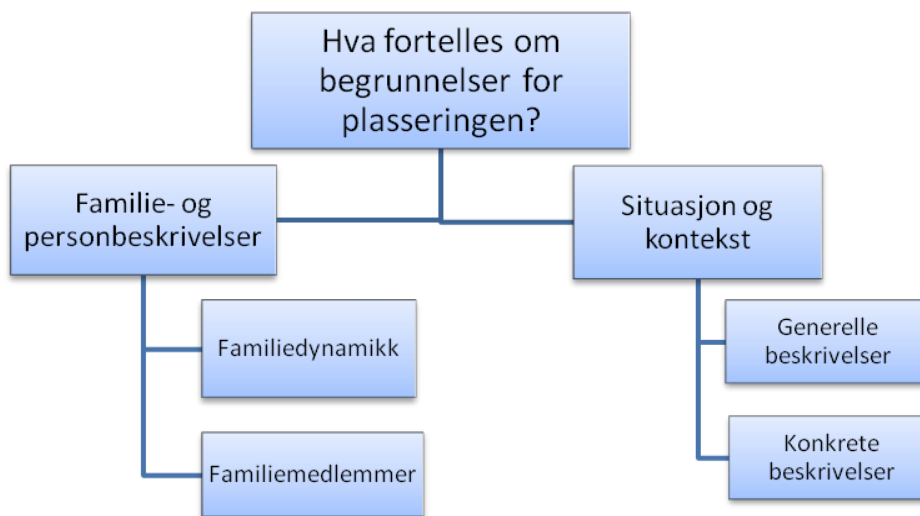 Hva fortelles om
begrunnelser for
plasseringen?
Familie- og
personbeskrivelser
Situasjon og
kontekst
Familiedynamikk
Generelle
beskrivelser
Familiemedlemmer
Konkrete
beskrivelser